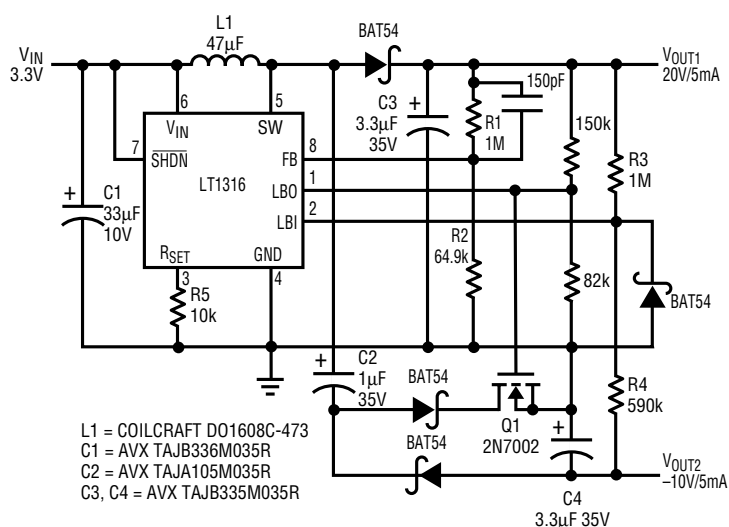 L1
47µF
BAT54
VIN
3.3V
VOUT1
20V/5mA
150pF
6
5
C3
3.3µF
35V
+
R1
1M
150k
VIN
SW
7
SHDN
8
FB
R3
1M
LT1316
1
LBO
+
C1
33µF
10V
2
LBI
R2
64.9k
RSET
GND
82k
3
4
BAT54
R5
10k
+
C2
1µF
35V
BAT54
R4
590k
L1 = COILCRAFT DO1608C-473
C1 = AVX TAJB336M035R
C2 = AVX TAJA105M035R
C3, C4 = AVX TAJB335M035R
BAT54
Q1
2N7002
+
VOUT2
–10V/5mA
C4
3.3µF 35V